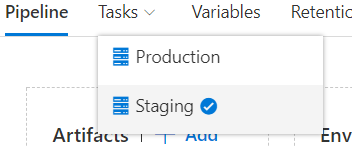 Pipeline Tasks Variables
Production
Staging
Artifacts Add